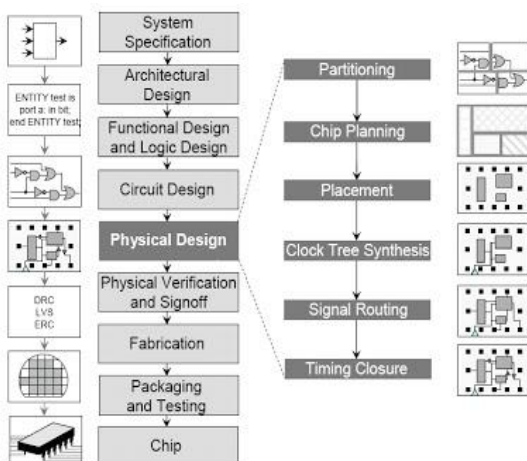 System
Specification
Architectural
Design
Functional Design
and Logic Design
Circuit Design
Physical Design
Physical Verification
and Signoff
Fabrication
Packaging
and Testing
Chip
ENTITY test is
port a: in bit;
end ENTITY test;
DRC
LVS
ERC
Partitioning
Chip Planning
Placement
Clock Tree Synthesis
Signal Routing
Timing Closure